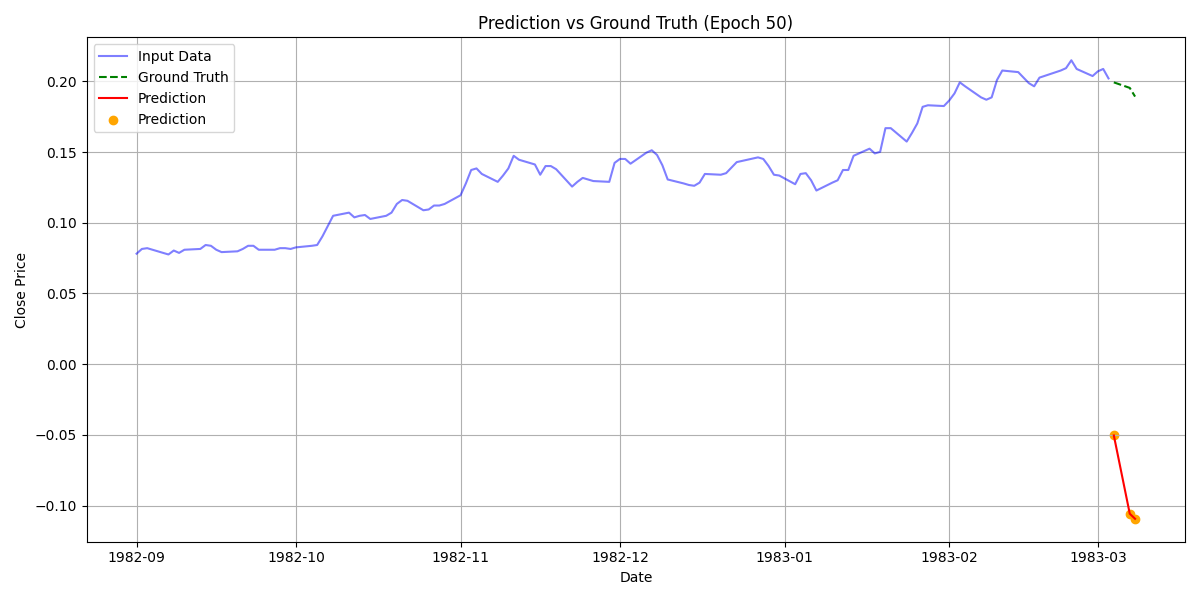 Prediction vs Ground Truth (Epoch 50)
Input Data
Ground Truth
Prediction
Prediction
Close Price
0.20
0.15
0.10
0.05
0.00
−0.05
−0.10
1982-09
1982-10
1982-11
1982-12
1983-01
1983-02
1983-03
Date